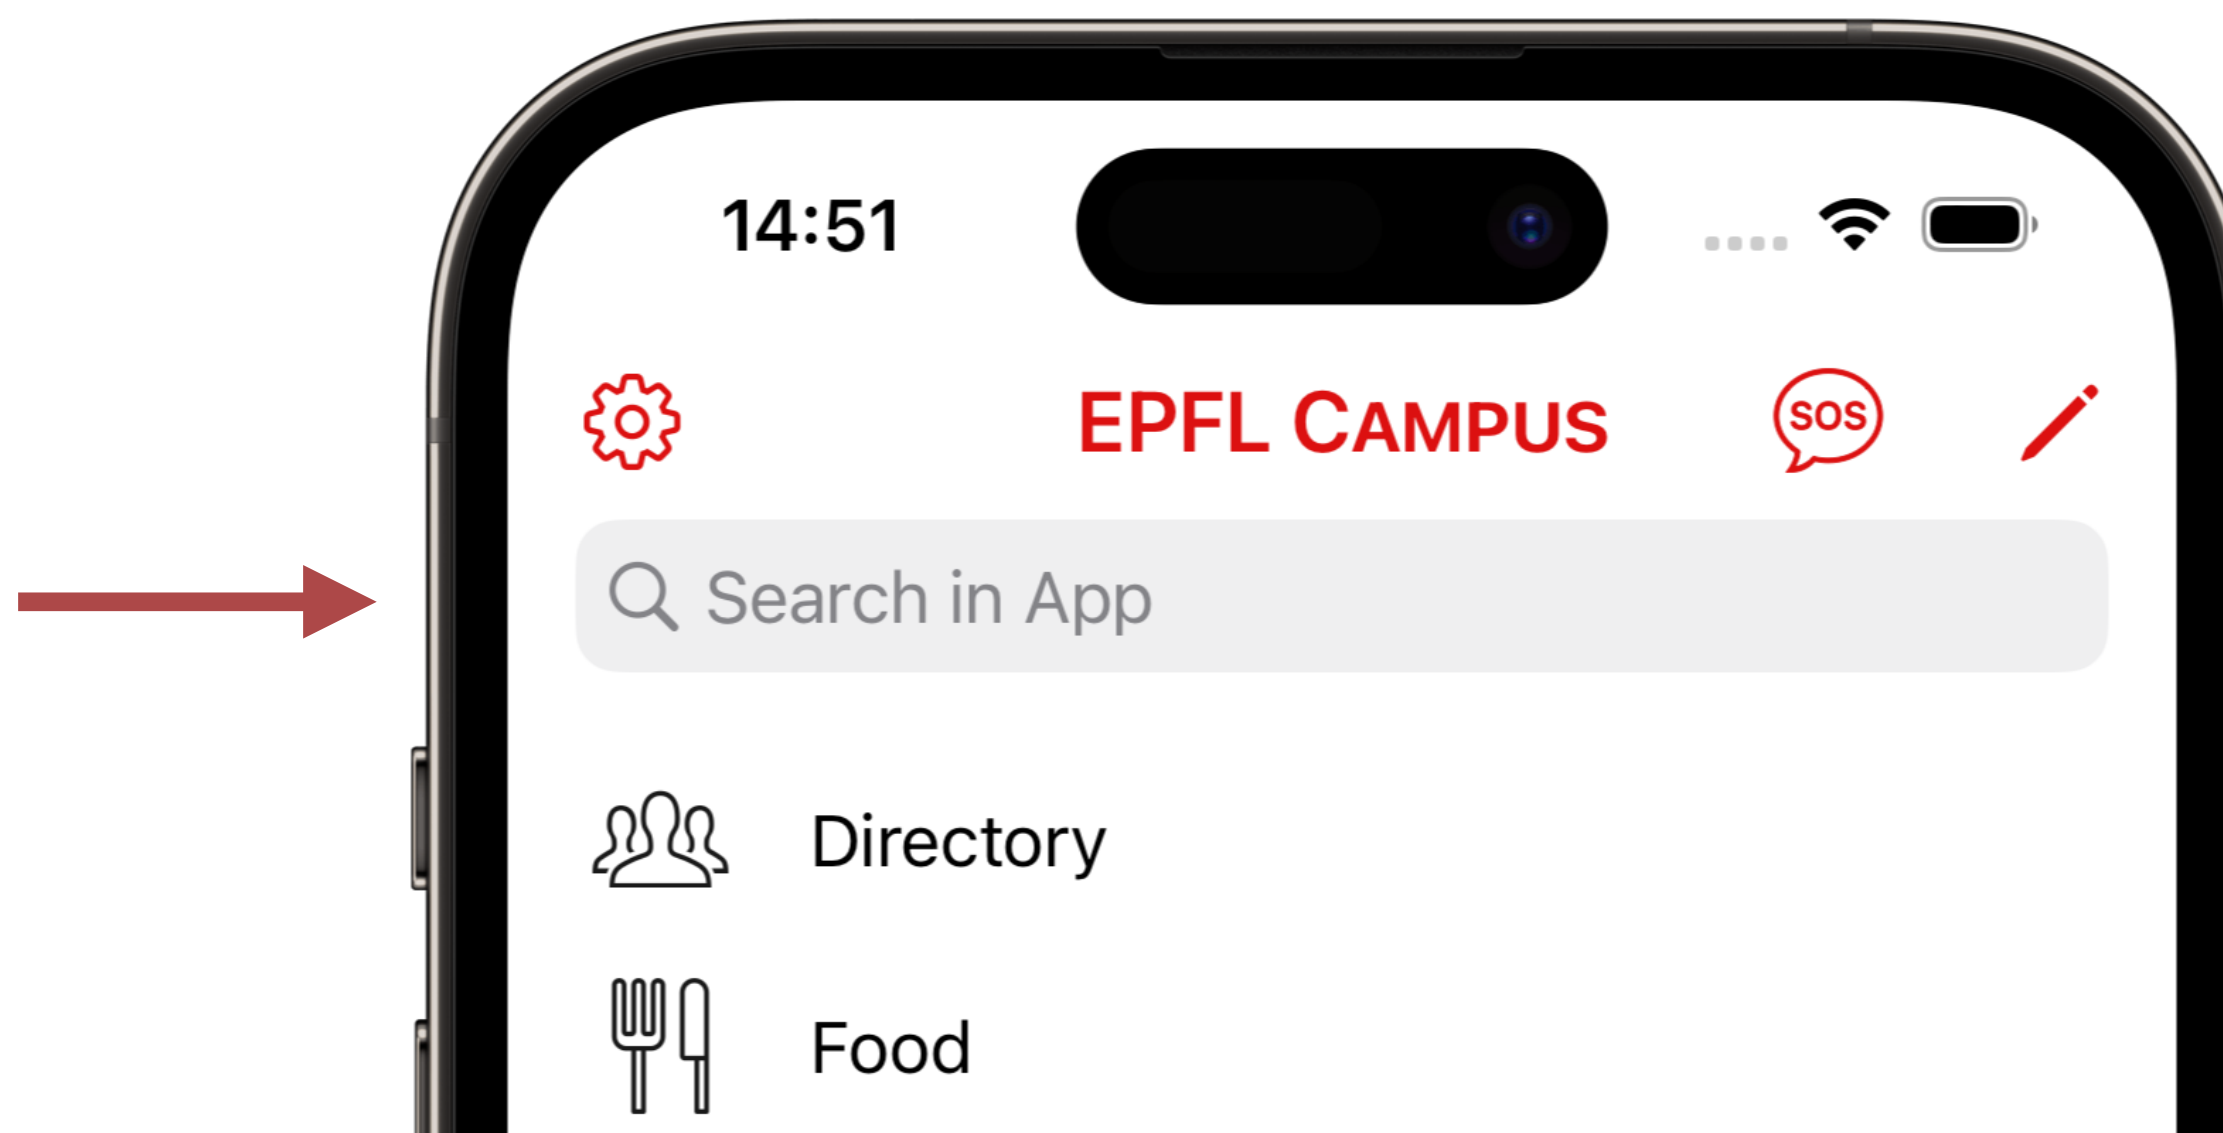 14:51
EPFL CAMPUS
SOS
Search in App
Directory
Food